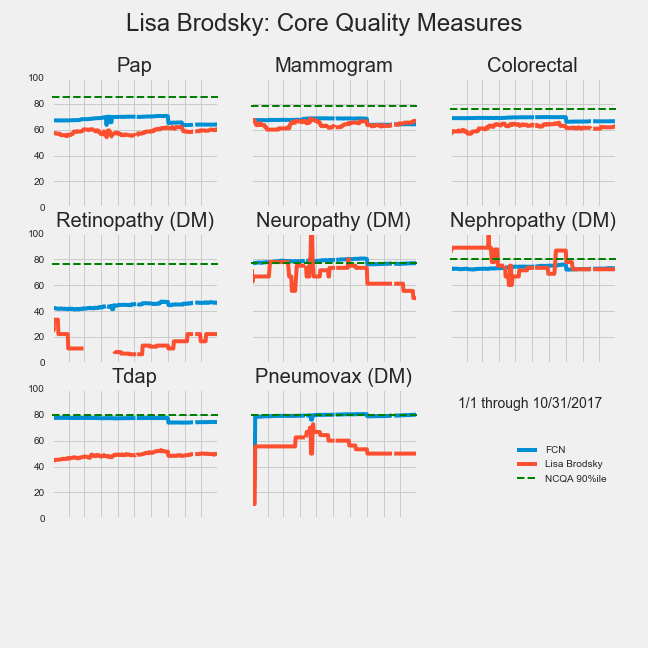 Lisa Brodsky: Core Quality Measures
Pap
Mammogram
Colorectal
100
80
60
40
20
0
Retinopathy (DM)
Neuropathy (DM)
Nephropathy (DM)
100
80
60
40
20
0
Tdap
Pneumovax (DM)
100
80
60
40
20
0
1/1 through 10/31/2017
FCN
Lisa Brodsky
NCQA 90%ile